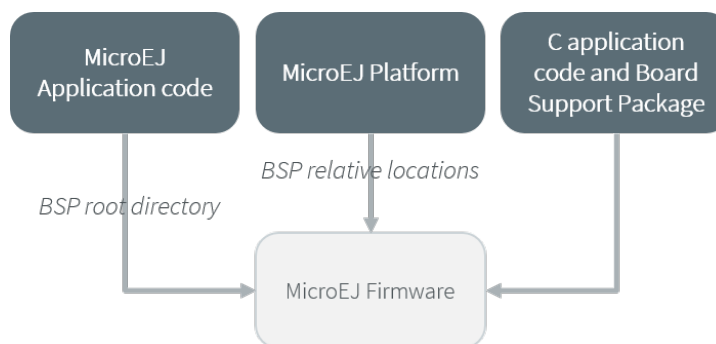 MicroEJ
Application code
MicroEJ Platform
C application
code and Board
Support Package
BSP relative locations
BSP root directory
MicroEJ Firmware